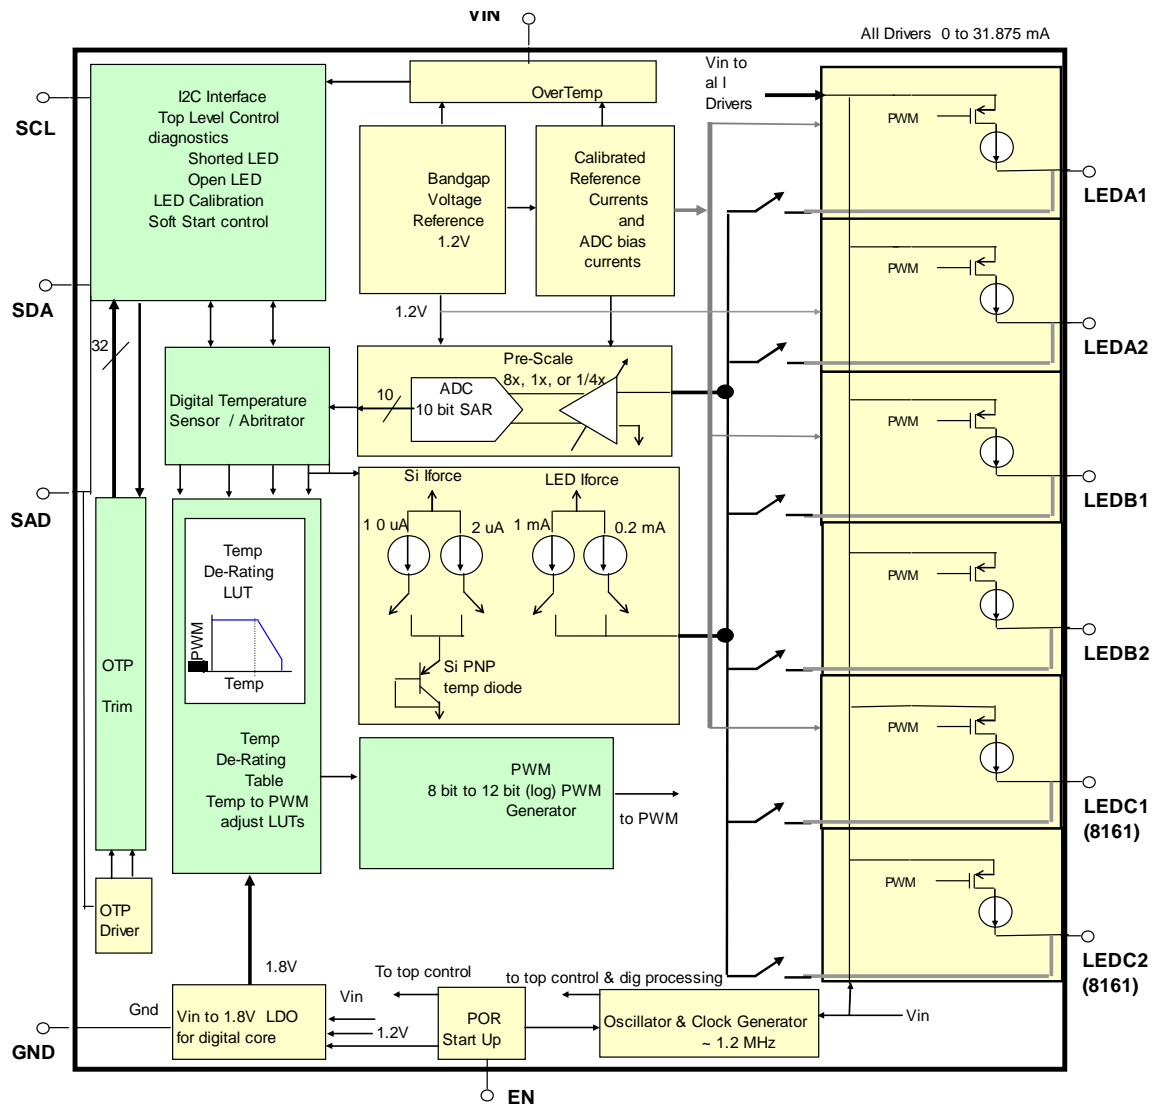 VIN
All Drivers 0 to 31.875 mA
SCL
I2C Interface
Top Level Control
diagnostics
Shorted LED
Open LED
LED Calibration
Soft Start control
OverTemp
Vin to
al l
Drivers
PWM
LEDA1
Bandgap
Voltage
Reference
1.2V
Calibrated
Reference
Currents
and
ADC bias
currents
SDA
1.2V
PWM
LEDA2
32
Digital Temperature
Sensor / Abritrator
10
ADC
10 bit SAR
Pre-Scale
8x, 1x, or 1/4x
PWM
LEDB1
SAD
Si Iforce
LED Iforce
1 0 uA
2 uA
1 mA
0.2 mA
Si PNP
temp diode
PWM
LEDB2
Temp
De-Rating
LUT
PWM
Temp
OTP
Trim
Temp
De-Rating
Table
Temp to PWM
adjust LUTs
PWM
8 bit to 12 bit (log) PWM
Generator
to PWM
PWM
LEDC1
(8161)
OTP
Driver
PWM
LEDC2
(8161)
1.8V
To top control
to top control & dig processing
Gnd
Vin to 1.8V LDO
for digital core
Vin
1.2V
POR
Start Up
Oscillator & Clock Generator
~ 1.2 MHz
Vin
GND
EN